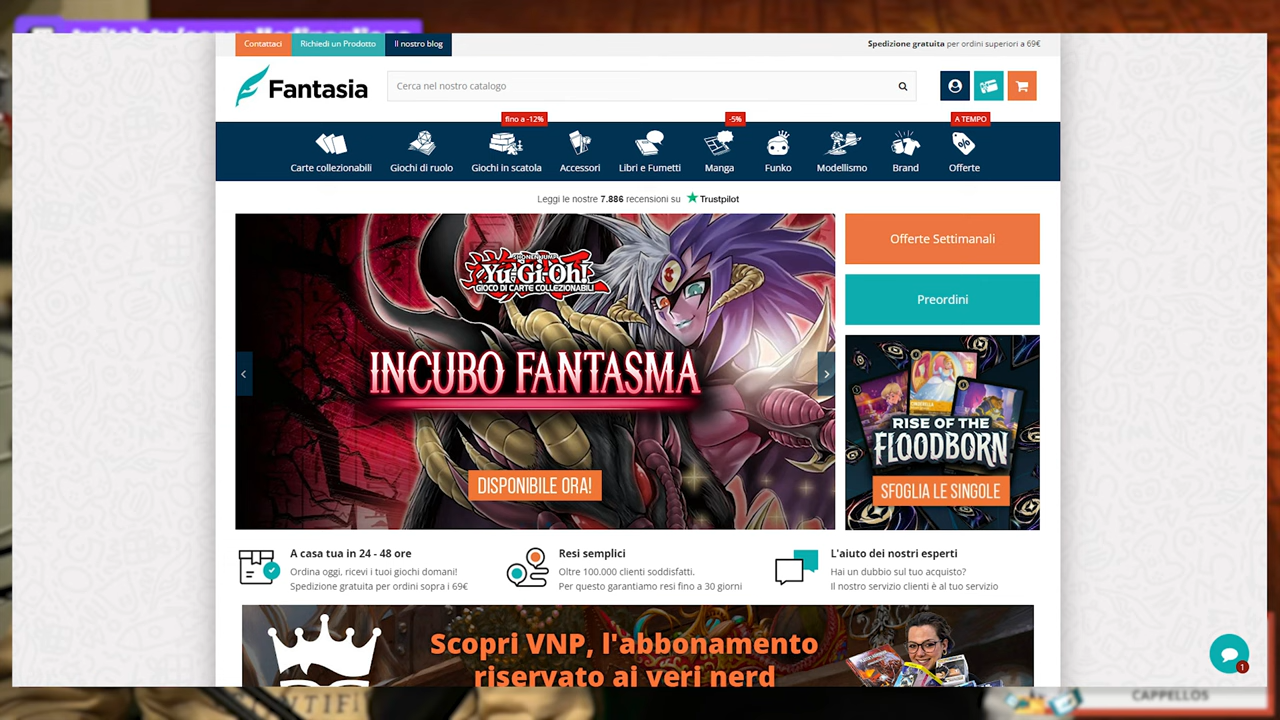 Contattaci
Richiedi un Prodotto
Il nostro blog
Spedizione gratuita per ordini superiori a 69€
Fantasia
Cerca nel nostro catalogo
fino a -12%
-5%
A TEMPO
Carte collezionabili
Giochi di ruolo
Giochi in scatola
Accessori
Libri e Fumetti
Manga
Funko
Modellismo
Brand
Offerte
Leggi le nostre 7.886 recensioni su Trustpilot
SHONEN JUMP
Yu-Gi-Oh!
GIOCO DI CARTE COLLEZIONABILI
INCUBO FANTASMA
DISPONIBILE ORA!
Offerte Settimanali
Preordini
CINDERELLA
RISE OF THE
FLOODBORN
SFOGLIA LE SINGOLE
A casa tua in 24 - 48 ore
Ordina oggi, ricevi i tuoi giochi domani!
Spedizione gratuita per ordini sopra i 69€
Resi semplici
Oltre 100.000 clienti soddisfatti.
Per questo garantiamo resi fino a 30 giorni
L'aiuto dei nostri esperti
Hai un dubbio sul tuo acquisto?
Il nostro servizio clienti è al tuo servizio
Scopri VNP, l'abbonamento
riservato ai veri nerd
1
CAPPELLOS